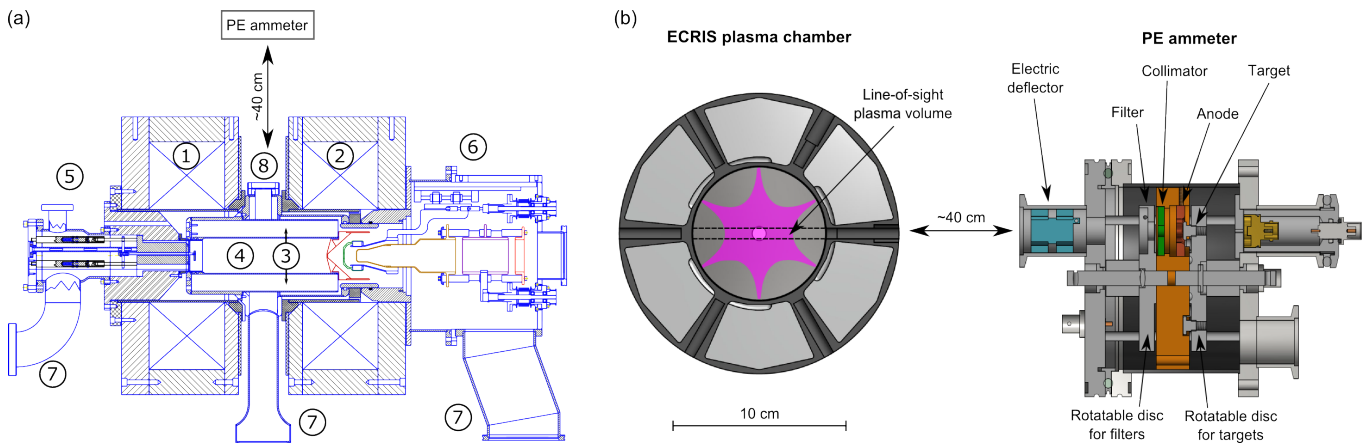 (a)
PE ammeter
~40 cm
1
2
8
6
5
4
3
7
7
7
(b)
ECRIS plasma chamber
Line-of-sight
plasma volume
~40 cm
10 cm
PE ammeter
Electric
deflector
Collimator
Target
Filter
Anode
Rotatable disc
for filters
Rotatable disc
for targets